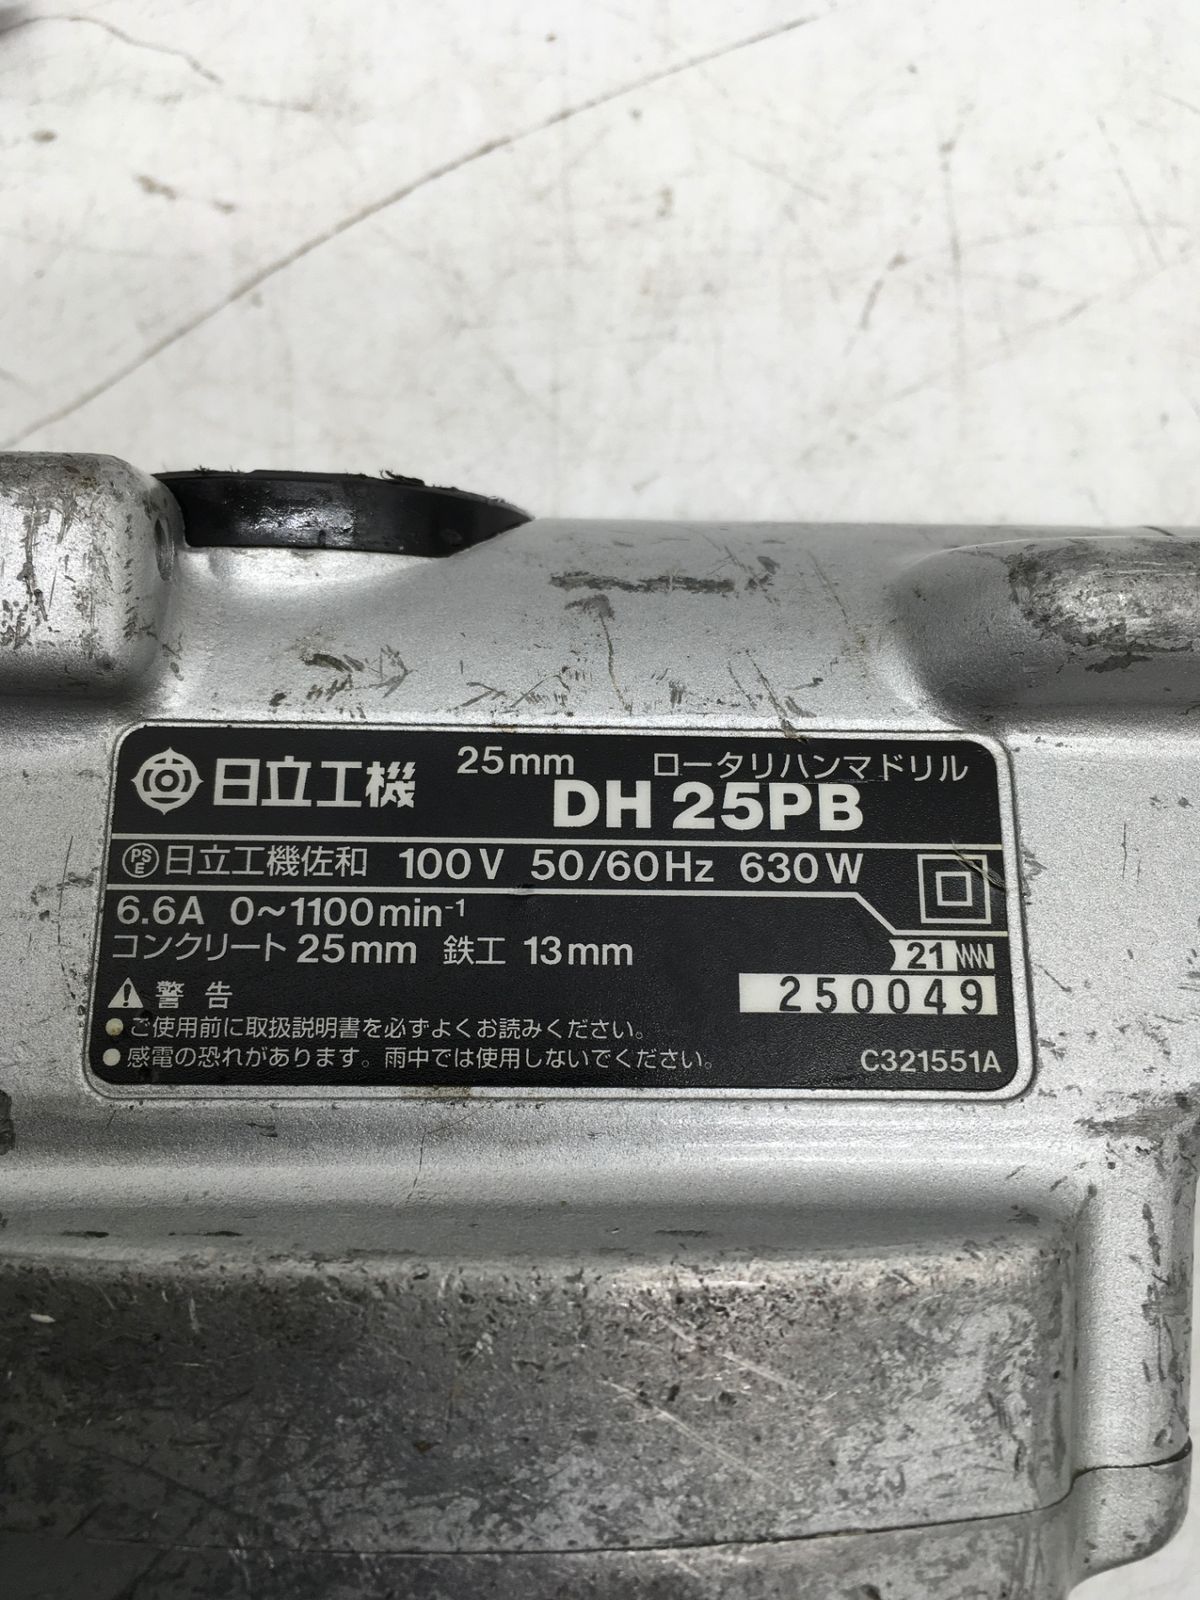 日立工機 25mm ロータリハンマドリル
DH 25PB
PSE 日立工機佐和 100V 50/60Hz 630W
6.6A 0~1100min⁻¹
コンクリート 25mm 鉄工 13mm
21
250049
警告
●ご使用前に取扱説明書を必ずよくお読みください。
●感電の恐れがあります。雨中では使用しないでください。
C321551A